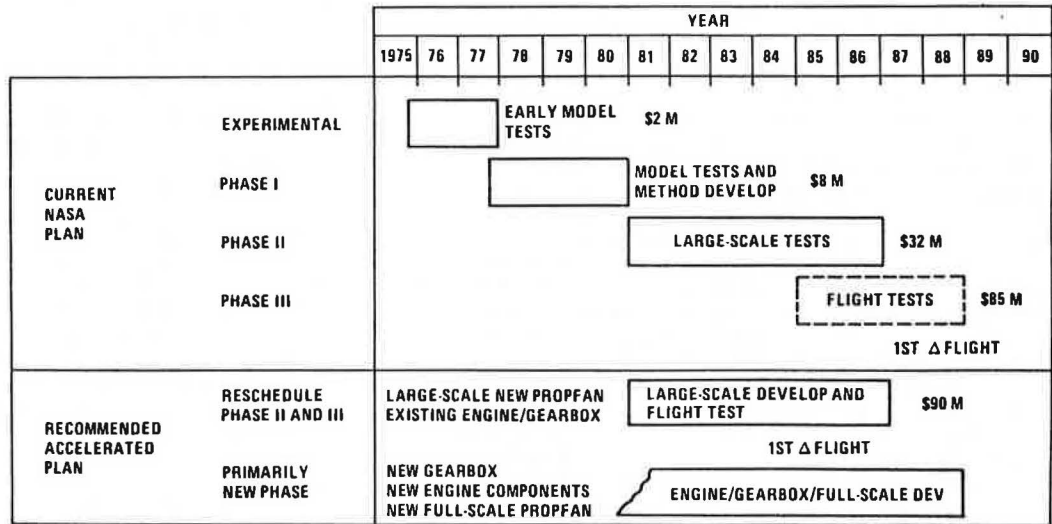 YEAR
1975 76 77 78 79 80 81 82 83 84 85 86 87 88 89 90
CURRENT
NASA
PLAN
EXPERIMENTAL
EARLY MODEL
TESTS
$2 M
PHASE I
MODEL TESTS AND
METHOD DEVELOP
$8 M
PHASE II
LARGE-SCALE TESTS
$32 M
PHASE III
FLIGHT TESTS
$85 M
1ST Δ FLIGHT
RECOMMENDED
ACCELERATED
PLAN
RESCHEDULE
PHASE II AND III
LARGE-SCALE NEW PROPFAN
EXISTING ENGINE/GEARBOX
LARGE-SCALE DEVELOP AND
FLIGHT TEST
$90 M
1ST Δ FLIGHT
PRIMARILY
NEW PHASE
NEW GEARBOX
NEW ENGINE COMPONENTS
NEW FULL-SCALE PROPFAN
ENGINE/GEARBOX/FULL-SCALE DEV